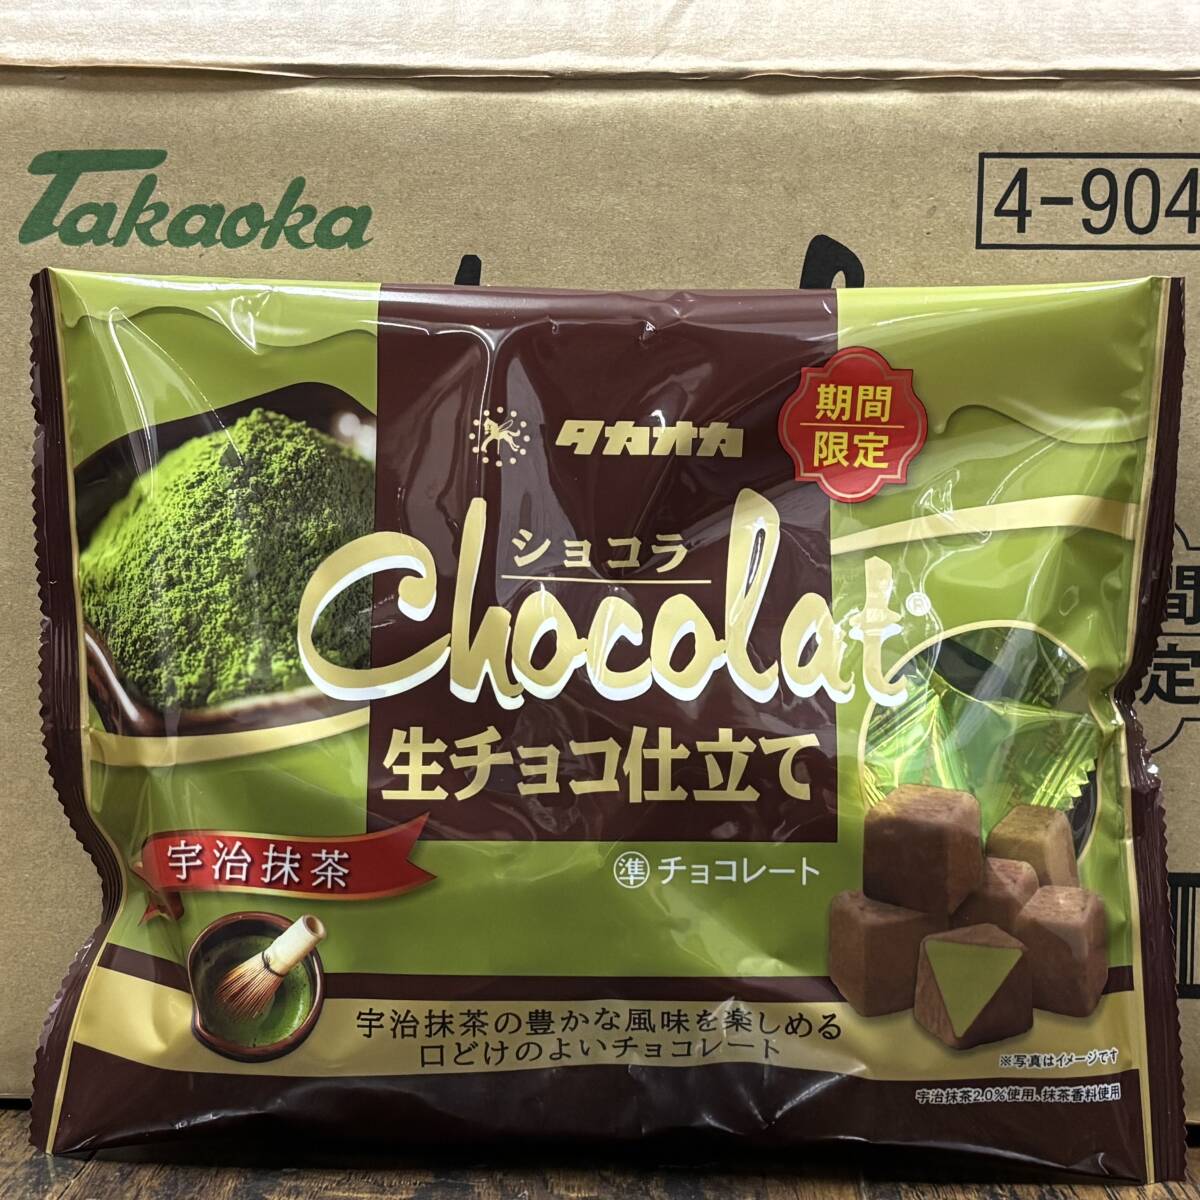 Takaoka
4-904
タカオカ
期間
限定
ショコラ
Chocolat®
生チョコ仕立て
宇治抹茶
準 チョコレート
宇治抹茶の豊かな風味を楽しめる
口どけのよいチョコレート
※写真はイメージです
宇治抹茶2.0%使用、抹茶香料使用
間
定